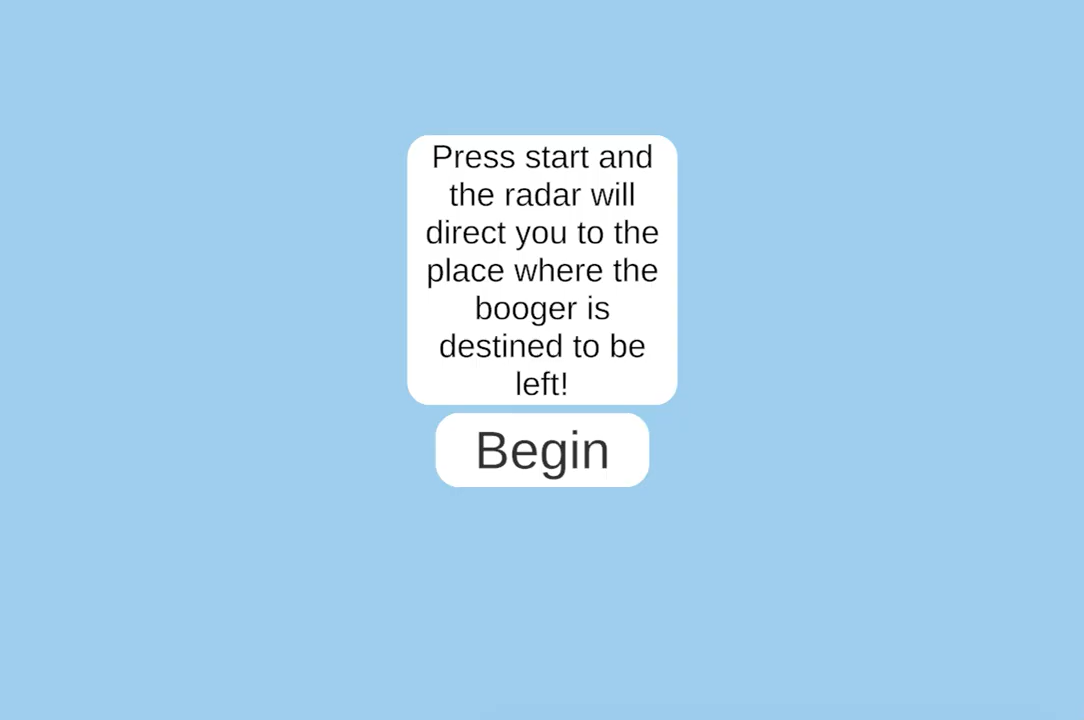 Press start and
the radar will
direct you to the
place where the
booger is
destined to be
left!
Begin